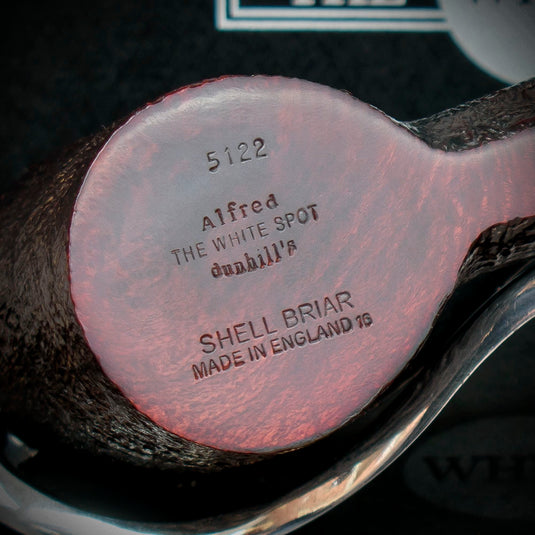 5122
Alfred
THE WHITE SPOT
dunhill's
SHELL BRIAR
MADE IN ENGLAND 16